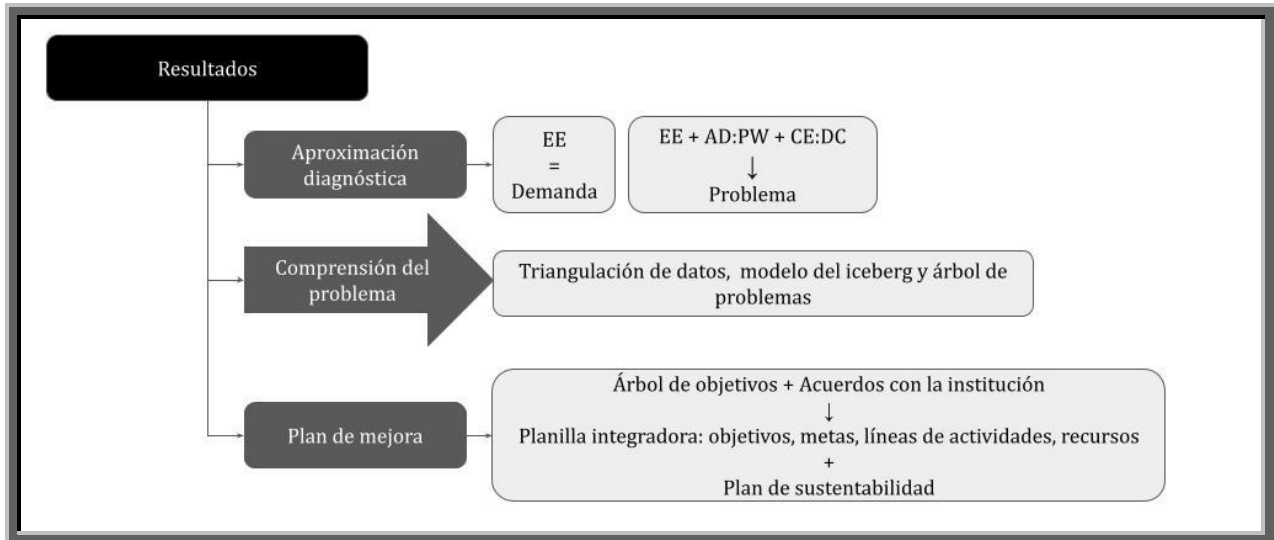 Resultados
Aproximación
diagnóstica
EE
=
Demanda
EE + AD:PW + CE:DC
↓
Problema
Comprensión del
problema
Triangulación de datos, modelo del iceberg y árbol de
problemas
Plan de mejora
Árbol de objetivos + Acuerdos con la institución
↓
Planilla integradora: objetivos, metas, líneas de actividades, recursos
+
Plan de sustentabilidad